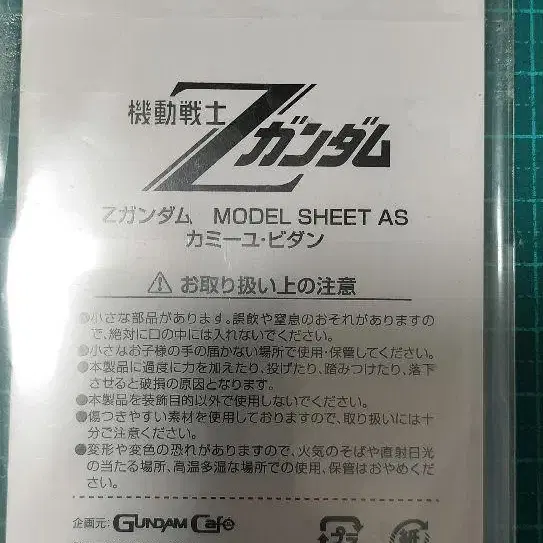 機動戦士
Zガンダム
Zガンダム MODEL SHEET AS
カミーユ・ビダン
お取り扱い上の注意
●小さな部品があります。誤飲や窒息のおそれがありますの
で、絶対に口の中には入れないでください。
●小さなお子様の手の届かない場所で使用・保管してください。
●本製品に過度に力を加えたり、投げたり、踏みつけたり、落下
させると破損の原因となります。
●本製品を装飾目的以外で使用しないでください。
●傷つきやすい素材を使用しておりますので、取り扱いには十
分ご注意ください。
●変形や変色の恐れがありますので、火気のそばや直射日光
の当たる場所、高温多湿な場所での使用、保管はおやめくだ
さい。
企画元: GUNDAM Cafe
プラ
紙